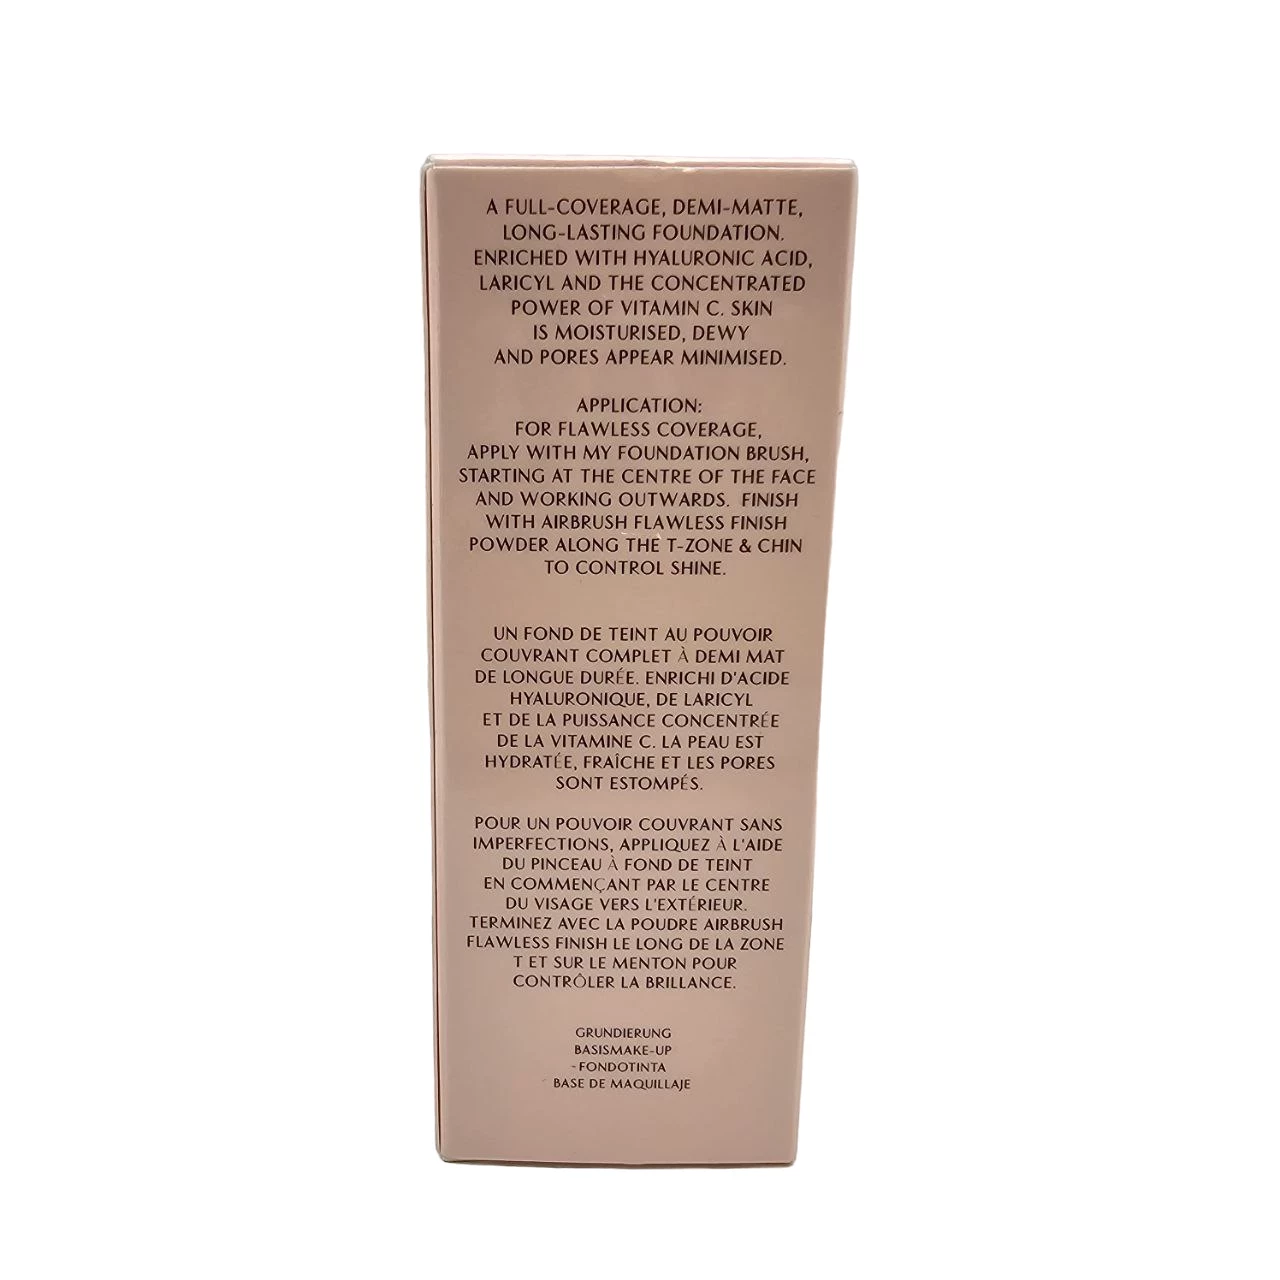 A FULL-COVERAGE, DEMI-MATTE,
LONG-LASTING FOUNDATION.
ENRICHED WITH HYALURONIC ACID,
LARICYL AND THE CONCENTRATED
POWER OF VITAMIN C. SKIN
IS MOISTURISED, DEWY
AND PORES APPEAR MINIMISED.
APPLICATION:
FOR FLAWLESS COVERAGE,
APPLY WITH MY FOUNDATION BRUSH,
STARTING AT THE CENTRE OF THE FACE
AND WORKING OUTWARDS. FINISH
WITH AIRBRUSH FLAWLESS FINISH
POWDER ALONG THE T-ZONE & CHIN
TO CONTROL SHINE.
UN FOND DE TEINT AU POUVOIR
COUVRANT COMPLET À DEMI MAT
DE LONGUE DURÉE. ENRICHI D'ACIDE
HYALURONIQUE, DE LARICYL
ET DE LA PUISSANCE CONCENTRÉE
DE LA VITAMINE C. LA PEAU EST
HYDRATÉE, FRAÎCHE ET LES PORES
SONT ESTOMPÉS.
POUR UN POUVOIR COUVRANT SANS
IMPERFECTIONS, APPLIQUEZ À L'AIDE
DU PINCEAU À FOND DE TEINT
EN COMMENÇANT PAR LE CENTRE
DU VISAGE VERS L'EXTÉRIEUR.
TERMINEZ AVEC LA POUDRE AIRBRUSH
FLAWLESS FINISH LE LONG DE LA ZONE
T ET SUR LE MENTON POUR
CONTRÔLER LA BRILLANCE.
GRUNDIERUNG
BASISMAKE-UP
-FONDOTINTA
BASE DE MAQUILLAJE